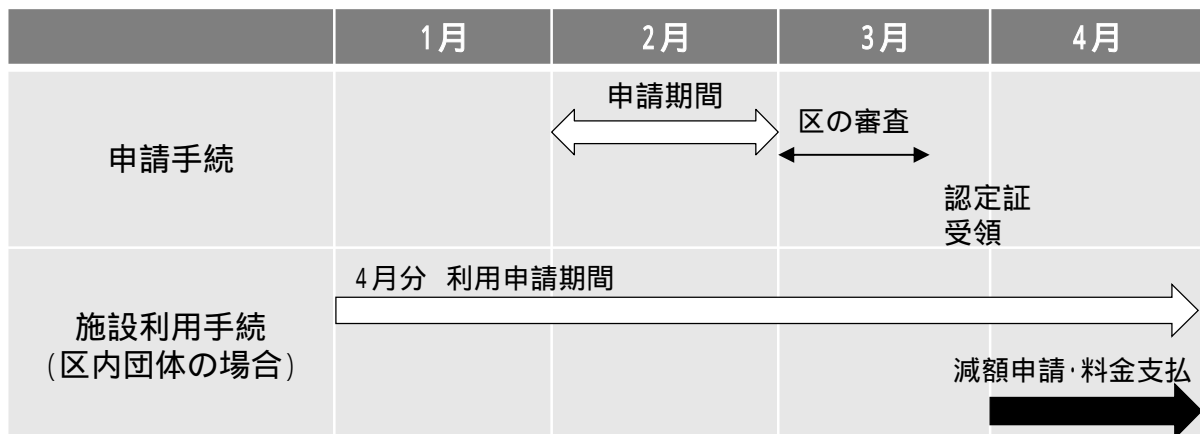 1月 2月 3月 4月
申請手続
申請期間
区の審査
認定証
受領
施設利用手続
(区内団体の場合)
4月分 利用申請期間
減額申請・料金支払